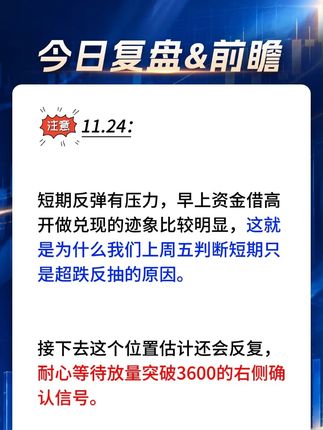 今日复盘&前瞻
注意 11.24：
短期反弹有压力，早上资金借高
开做兑现的迹象比较明显，这就
是为什么我们上周五判断短期只
是超跌反抽的原因。
接下去这个位置估计还会反复，
耐心等待放量突破3600的右侧确
认信号。